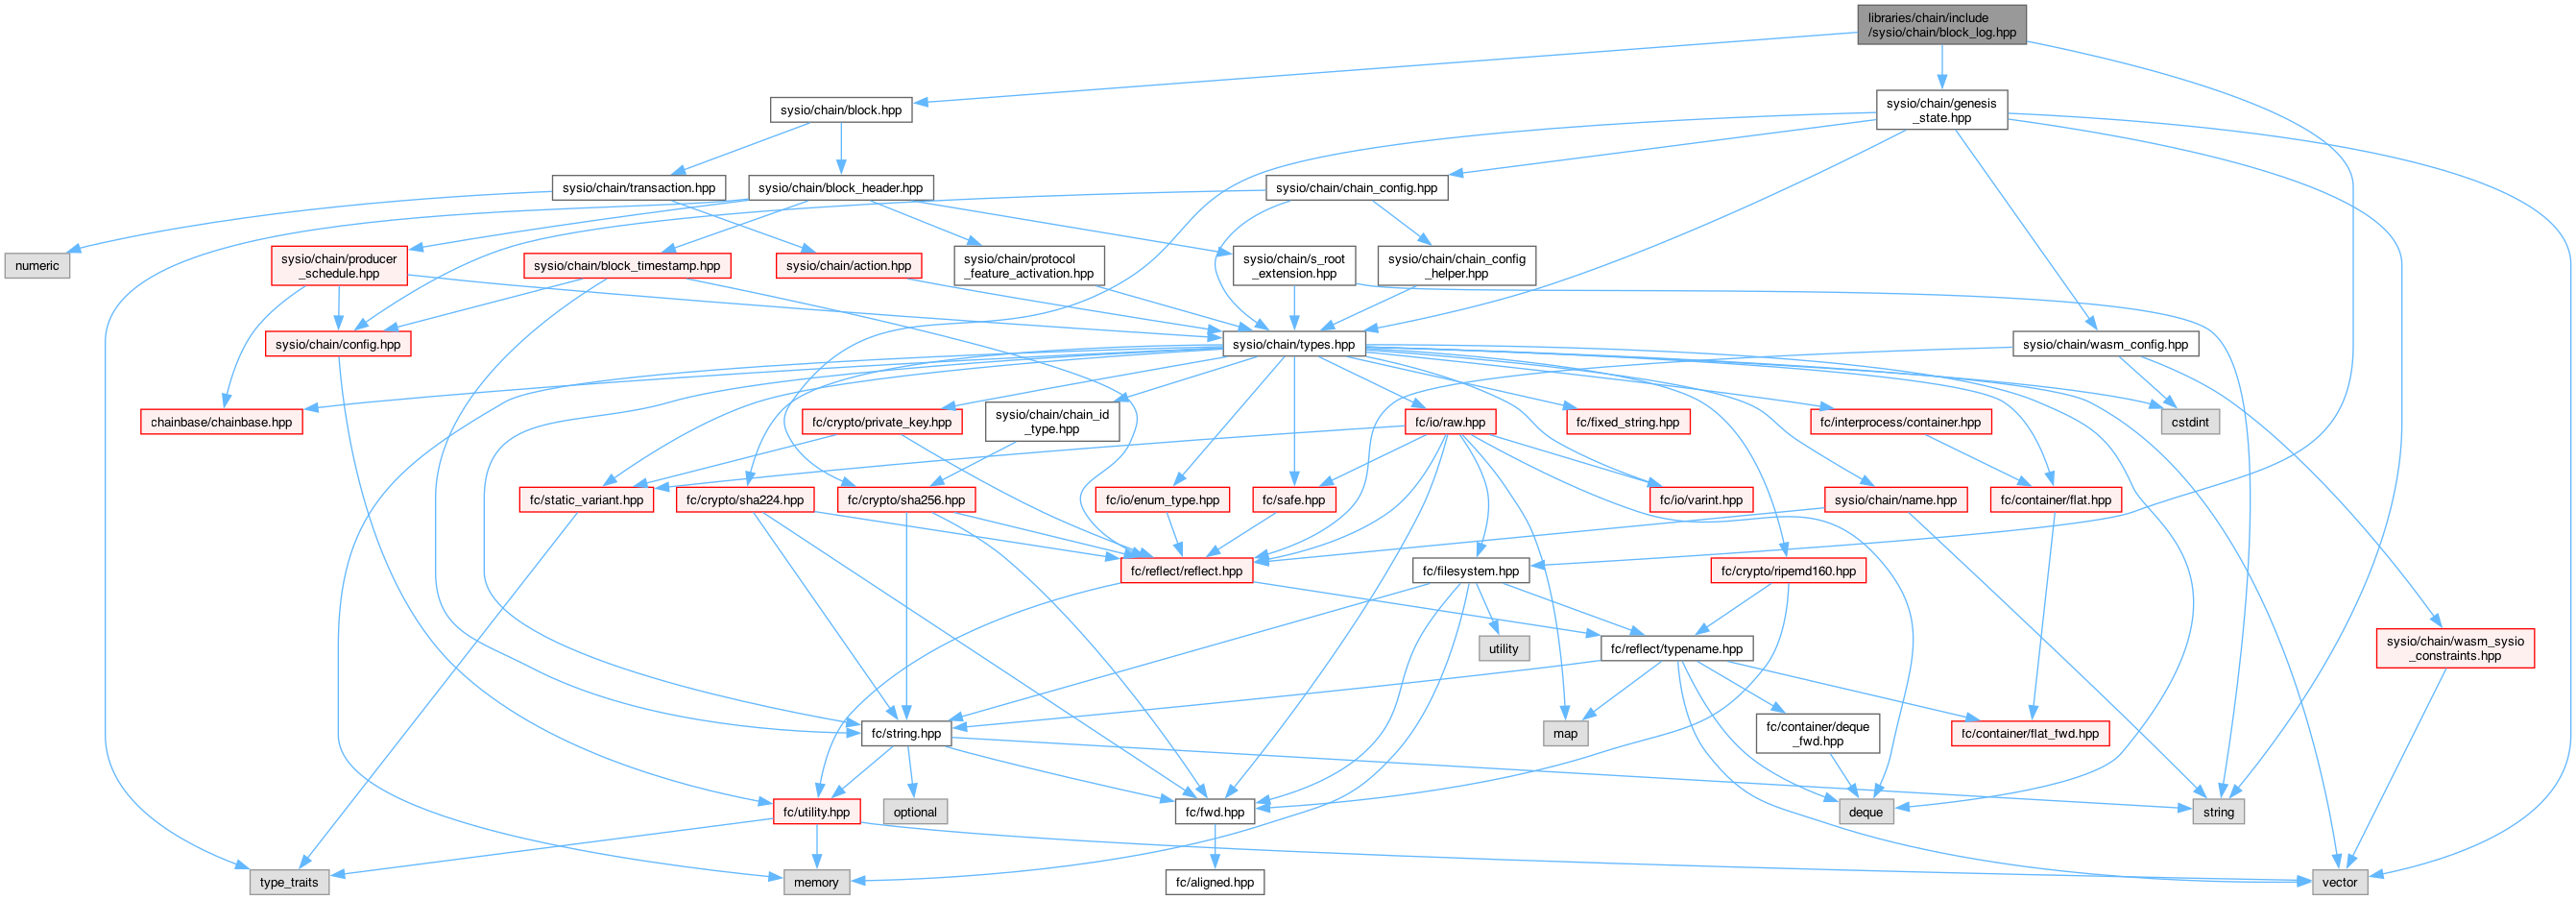 libraries/chain/include
/sysio/chain/block_log.hpp
sysio/chain/block.hpp
sysio/chain/genesis
_state.hpp
sysio/chain/transaction.hpp
sysio/chain/block_header.hpp
sysio/chain/chain_config.hpp
numeric
sysio/chain/producer
_schedule.hpp
sysio/chain/block_timestamp.hpp
sysio/chain/action.hpp
sysio/chain/protocol
_feature_activation.hpp
sysio/chain/s_root
_extension.hpp
sysio/chain/chain_config
_helper.hpp
sysio/chain/config.hpp
sysio/chain/types.hpp
sysio/chain/wasm_config.hpp
chainbase/chainbase.hpp
fc/crypto/private_key.hpp
sysio/chain/chain_id
_type.hpp
fc/io/raw.hpp
fc/fixed_string.hpp
fc/interprocess/container.hpp
cstdint
fc/static_variant.hpp
fc/crypto/sha224.hpp
fc/crypto/sha256.hpp
fc/io/enum_type.hpp
fc/safe.hpp
fc/io/varint.hpp
sysio/chain/name.hpp
fc/container/flat.hpp
fc/reflect/reflect.hpp
fc/filesystem.hpp
fc/crypto/ripemd160.hpp
utility
fc/reflect/typename.hpp
sysio/chain/wasm_sysio
_constraints.hpp
fc/string.hpp
map
fc/container/deque
_fwd.hpp
fc/container/flat_fwd.hpp
fc/utility.hpp
optional
fc/fwd.hpp
deque
string
type_traits
memory
fc/aligned.hpp
vector